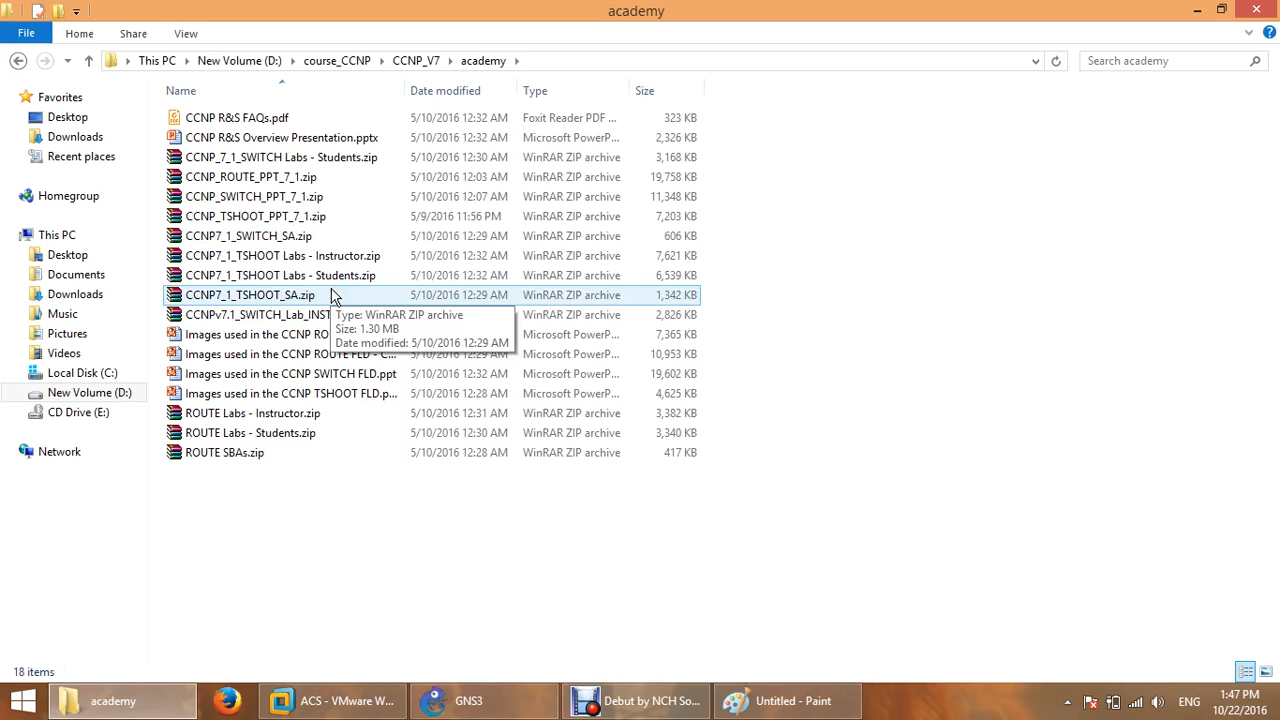 academy
File Home Share View
This PC New Volume (D:) course_CCNP CCNP_V7 academy Search academy
Name Date modified Type Size
Favorites
Desktop
Downloads
Recent places
Homegroup
This PC
Desktop
Documents
Downloads
Music
Pictures
Videos
Local Disk (C:)
New Volume (D:)
CD Drive (E:)
Network
CCNP R&S FAQs.pdf 5/10/2016 12:32 AM Foxit Reader PDF ... 323 KB
CCNP R&S Overview Presentation.pptx 5/10/2016 12:32 AM Microsoft PowerP... 2,326 KB
CCNP_7_1_SWITCH Labs - Students.zip 5/10/2016 12:30 AM WinRAR ZIP archive 3,168 KB
CCNP_ROUTE_PPT_7_1.zip 5/10/2016 12:03 AM WinRAR ZIP archive 19,758 KB
CCNP_SWITCH_PPT_7_1.zip 5/10/2016 12:07 AM WinRAR ZIP archive 11,348 KB
CCNP_TSHOOT_PPT_7_1.zip 5/9/2016 11:56 PM WinRAR ZIP archive 7,203 KB
CCNP7_1_SWITCH_SA.zip 5/10/2016 12:29 AM WinRAR ZIP archive 606 KB
CCNP7_1_TSHOOT Labs - Instructor.zip 5/10/2016 12:32 AM WinRAR ZIP archive 7,621 KB
CCNP7_1_TSHOOT Labs - Students.zip 5/10/2016 12:32 AM WinRAR ZIP archive 6,539 KB
CCNP7_1_TSHOOT_SA.zip 5/10/2016 12:29 AM WinRAR ZIP archive 1,342 KB
CCNPv7.1_SWITCH_Lab_INST WinRAR ZIP archive 2,826 KB
Images used in the CCNP RO Microsoft PowerP... 7,365 KB
Images used in the CCNP ROUTE FLD - C... 5/10/2016 12:28 AM Microsoft PowerP... 10,953 KB
Images used in the CCNP SWITCH FLD.ppt 5/10/2016 12:32 AM Microsoft PowerP... 19,602 KB
Images used in the CCNP TSHOOT FLD.p... 5/10/2016 12:28 AM Microsoft PowerP... 4,625 KB
ROUTE Labs - Instructor.zip 5/10/2016 12:31 AM WinRAR ZIP archive 3,382 KB
ROUTE Labs - Students.zip 5/10/2016 12:30 AM WinRAR ZIP archive 3,340 KB
ROUTE SBAs.zip 5/10/2016 12:28 AM WinRAR ZIP archive 417 KB
Type: WinRAR ZIP archive
Size: 1.30 MB
Date modified: 5/10/2016 12:29 AM
18 items
academy ACS - VMware W... GNS3 Debut by NCH So... Untitled - Paint ENG 1:47 PM
10/22/2016